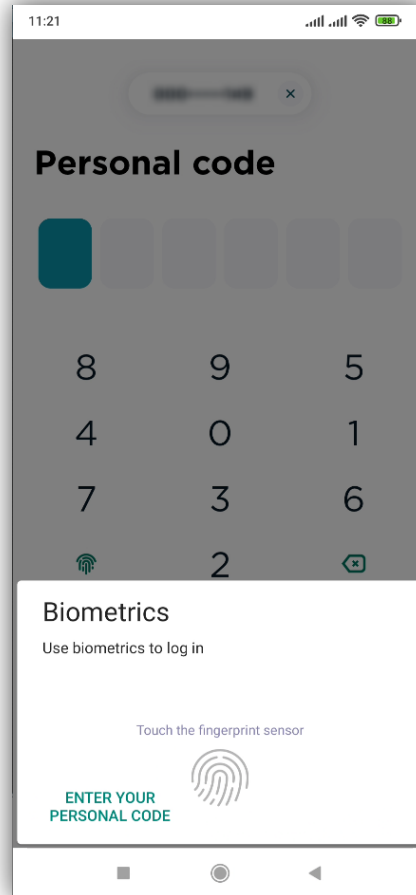 11:21
88
Personal code
8 9 5
4 0 1
7 3 6
2
Biometrics
Use biometrics to log in
Touch the fingerprint sensor
ENTER YOUR
PERSONAL CODE